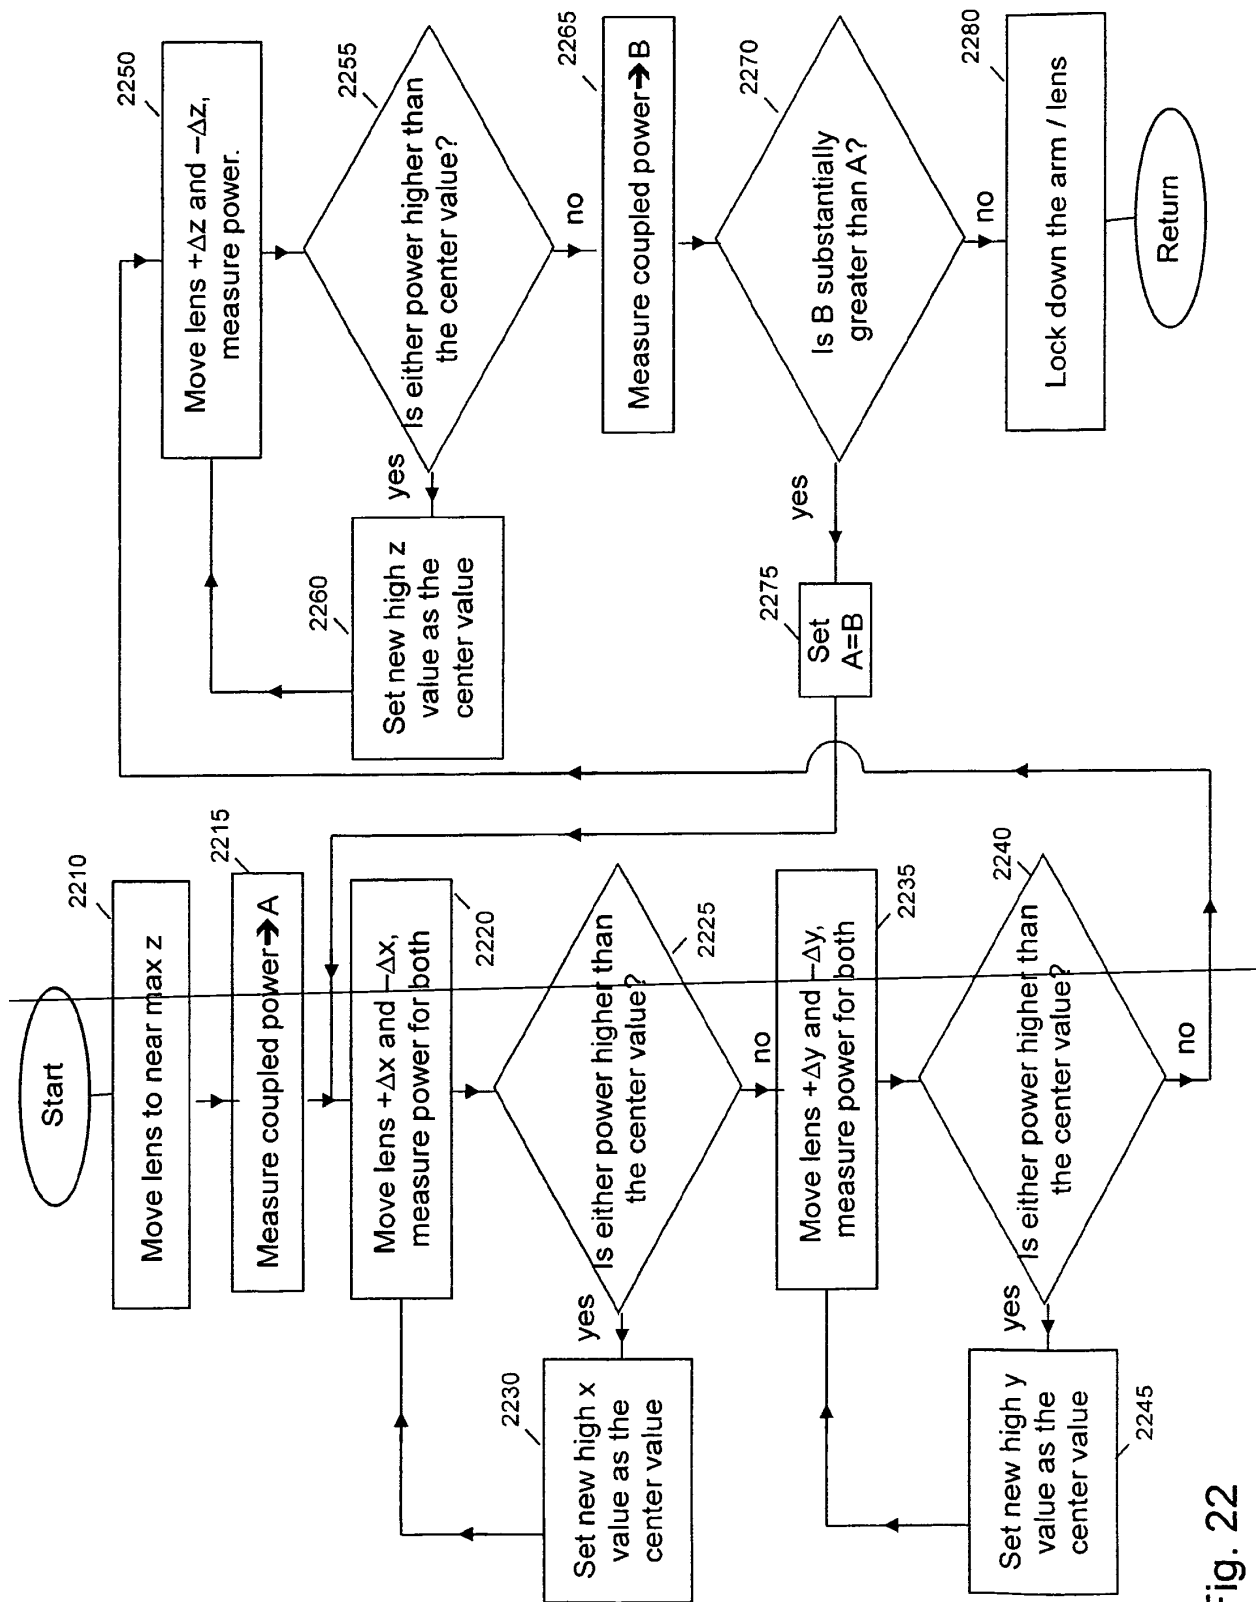 Start
2210
Move lens to near max z
2215
Measure coupled power➔A
Move lens +Δx and –Δx,
measure power for both
2220
Is either power higher than
the center value?
2225
yes
no
2230
Set new high x
value as the
center value
Move lens +Δy and –Δy,
measure power for both
2235
Is either power higher than
the center value?
2240
yes
no
Set new high y
value as the
center value
2245
2250
Move lens +Δz and –Δz,
measure power.
2255
Is either power higher than
the center value?
yes
no
2260
Set new high z
value as the
center value
2265
Measure coupled power➔B
2270
Is B substantially
greater than A?
yes
no
2275
Set
A=B
2280
Lock down the arm / lens
Return
Fig. 22